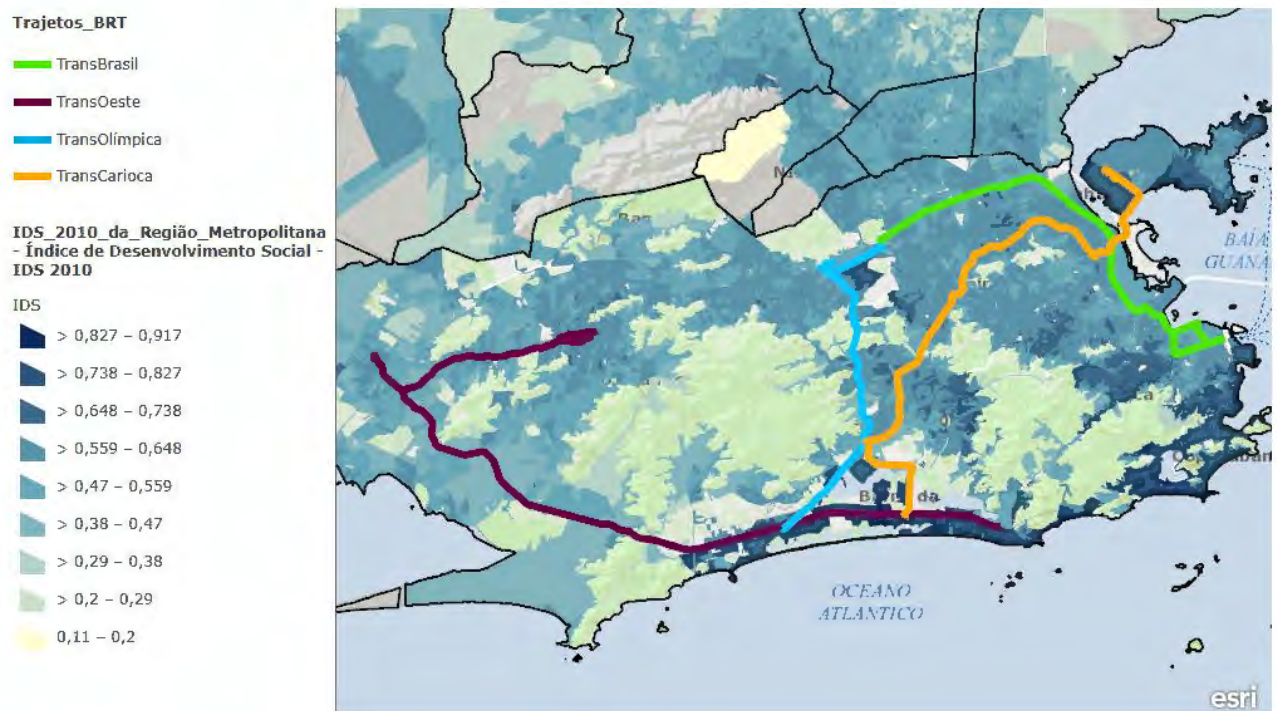 Trajetos_BRT
TransBrasil
TransOeste
TransOlímpica
TransCarioca
IDS_2010_da_Região_Metropolitana
- Índice de Desenvolvimento Social -
IDS 2010
IDS
> 0,827 – 0,917
> 0,738 – 0,827
> 0,648 – 0,738
> 0,559 – 0,648
> 0,47 – 0,559
> 0,38 – 0,47
> 0,29 – 0,38
> 0,2 – 0,29
0,11 – 0,2
BAÍA
GUANA
OCEANO
ATLANTICO
esri